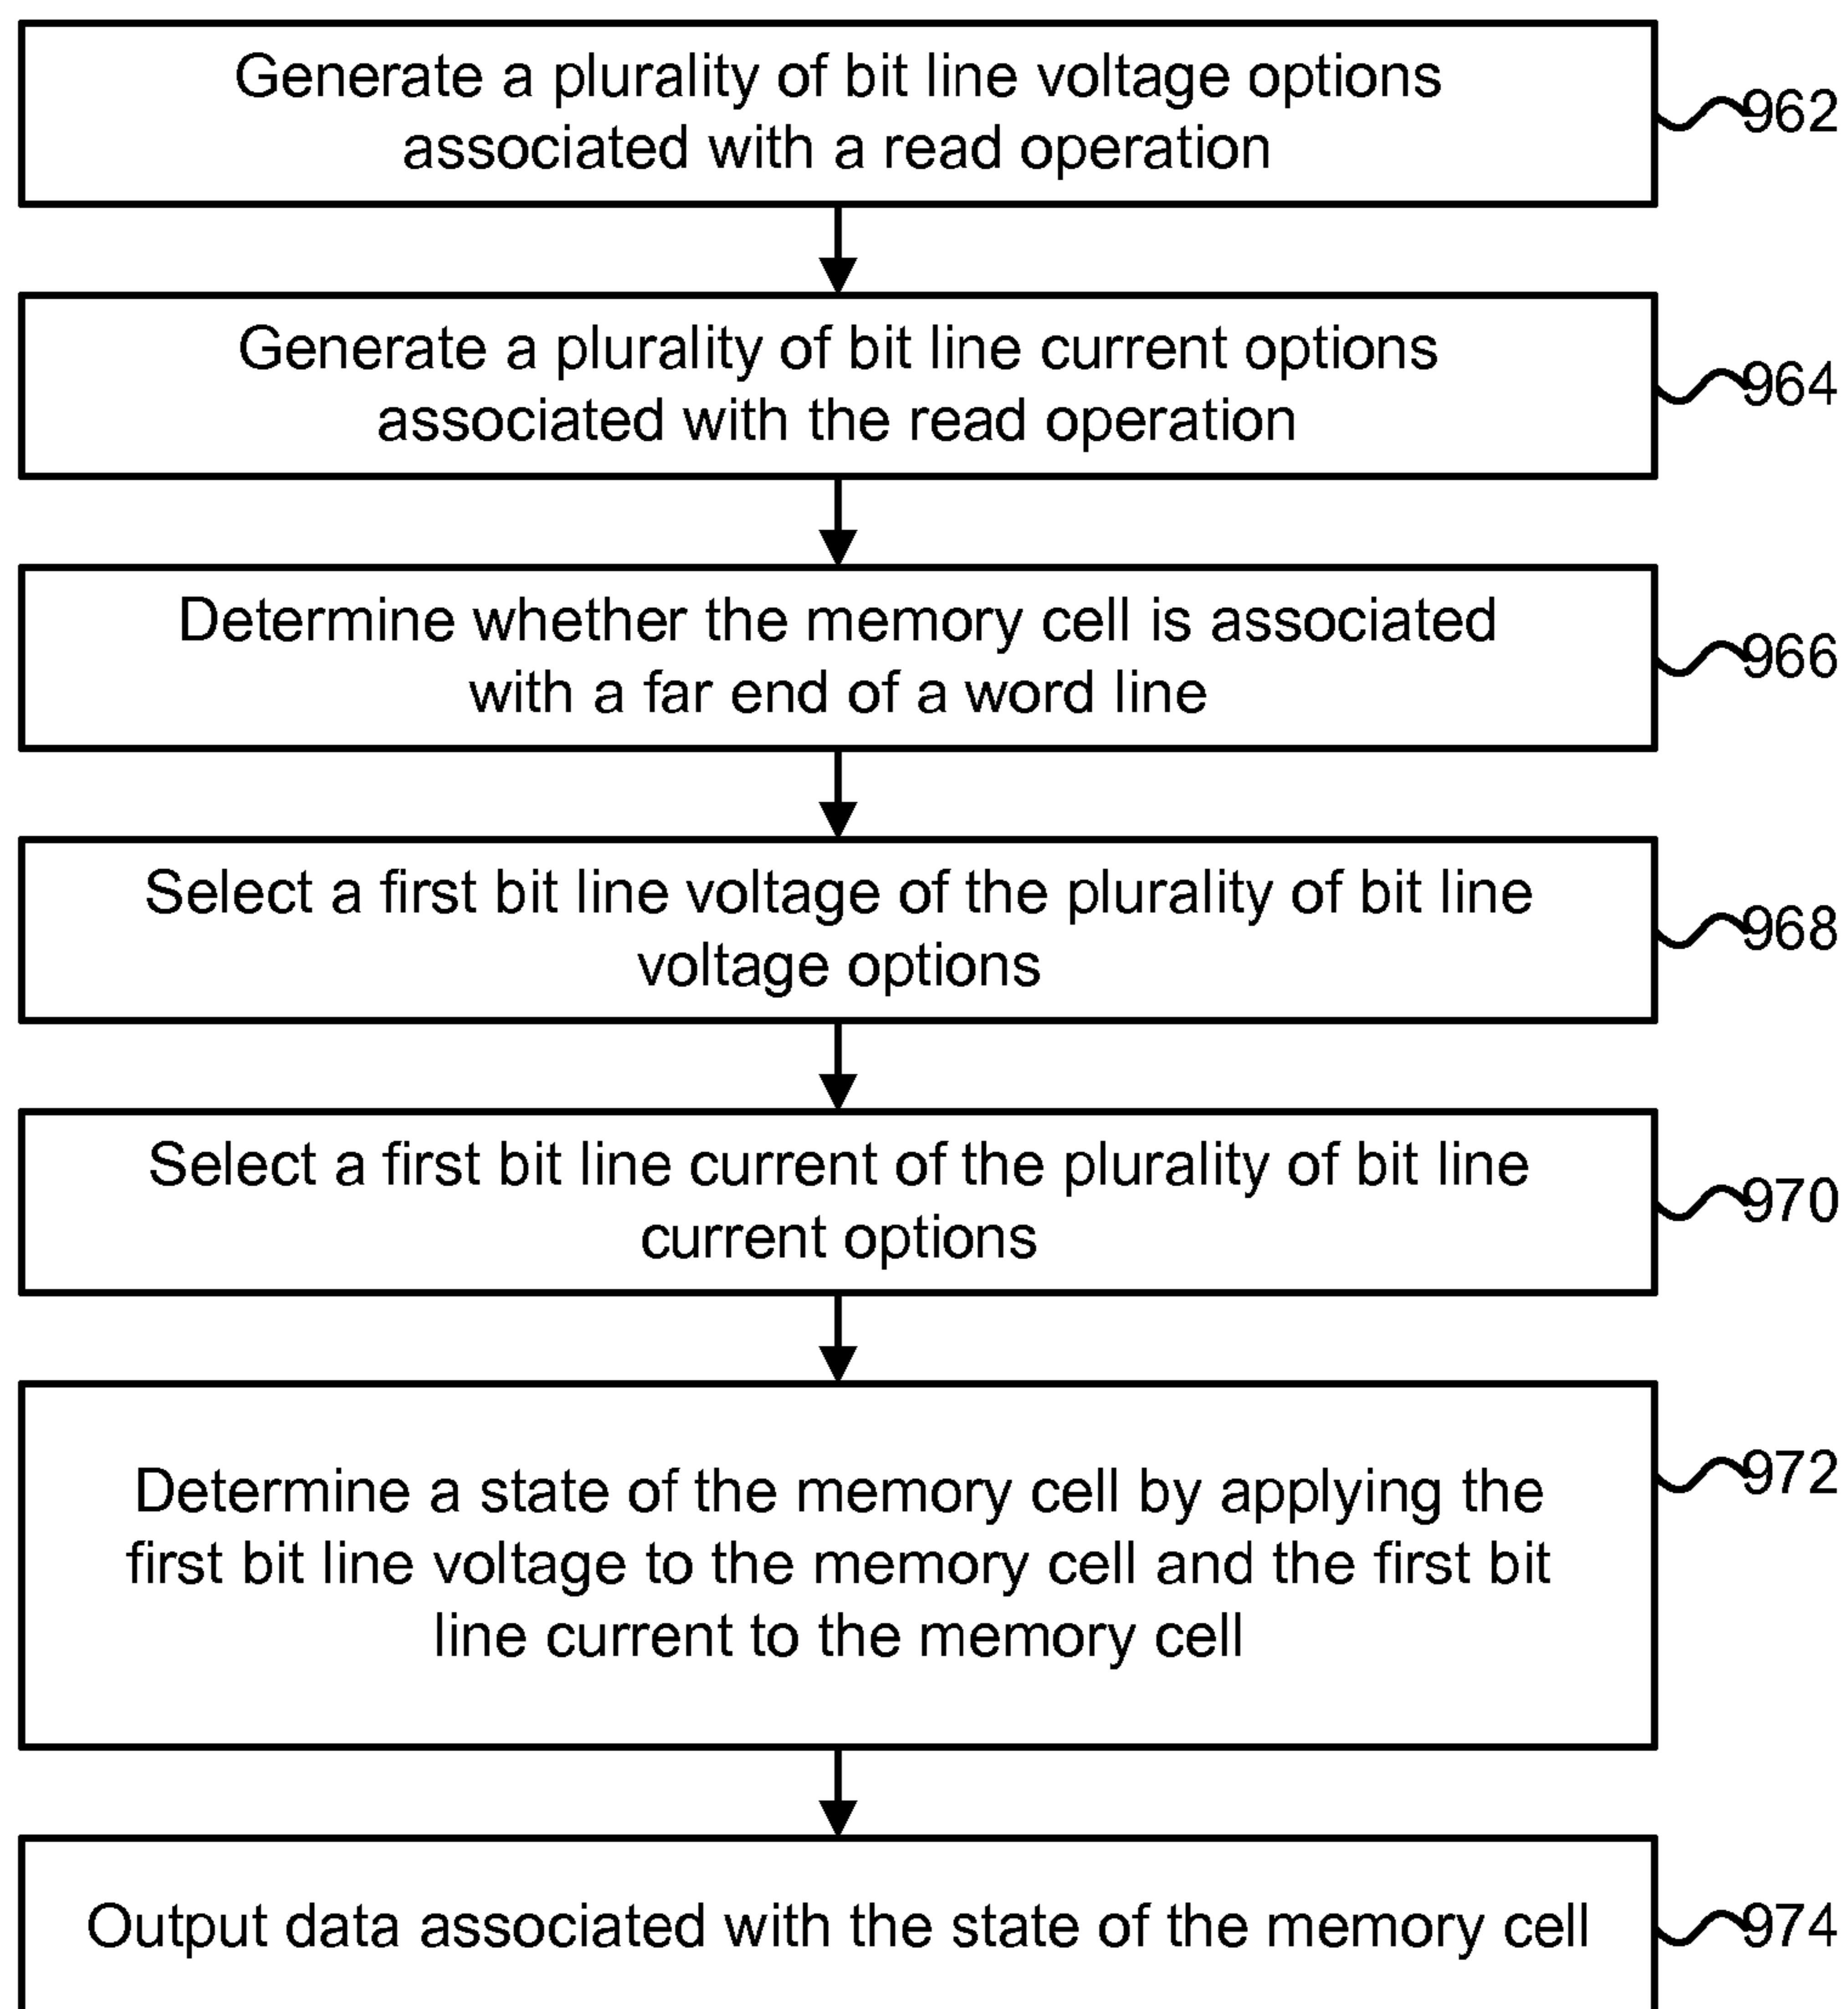 Generate a plurality of bit line voltage options
associated with a read operation
962
Generate a plurality of bit line current options
associated with the read operation
964
Determine whether the memory cell is associated
with a far end of a word line
966
Select a first bit line voltage of the plurality of bit line
voltage options
968
Select a first bit line current of the plurality of bit line
current options
970
Determine a state of the memory cell by applying the
first bit line voltage to the memory cell and the first bit
line current to the memory cell
972
Output data associated with the state of the memory cell
974